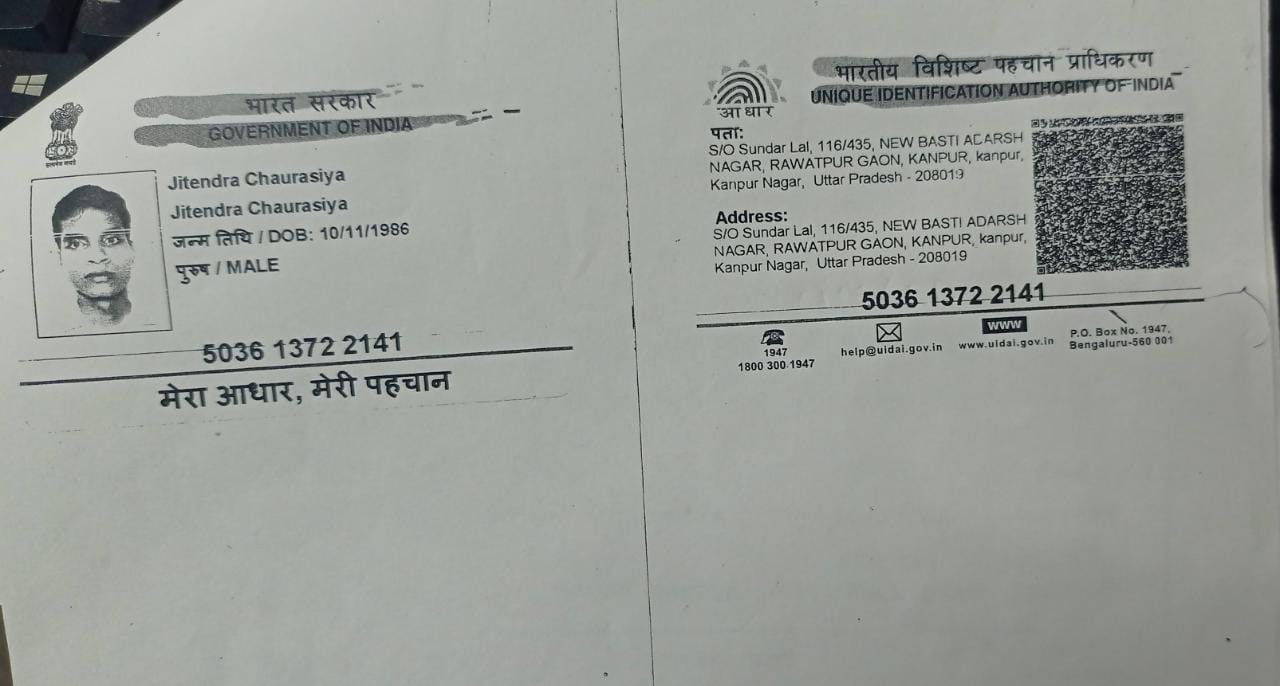 भारत सरकार
GOVERNMENT OF INDIA
Jitendra Chaurasiya
Jitendra Chaurasiya
जन्म तिथि / DOB: 10/11/1986
पुरुष / MALE
5036 1372 2141
मेरा आधार, मेरी पहचान
भारतीय विशिष्ट पहचान प्राधिकरण
UNIQUE IDENTIFICATION AUTHORITY OF INDIA
आधार
पता:
S/O Sundar Lal, 116/435, NEW BASTI ADARSH
NAGAR, RAWATPUR GAON, KANPUR, kanpur,
Kanpur Nagar, Uttar Pradesh - 208019
Address:
S/O Sundar Lal, 116/435, NEW BASTI ADARSH
NAGAR, RAWATPUR GAON, KANPUR, kanpur,
Kanpur Nagar, Uttar Pradesh - 208019
5036 1372 2141
1947
1800 300 1947
help@uidai.gov.in
www
www.uidai.gov.in
P.O. Box No. 1947,
Bengaluru-560 001